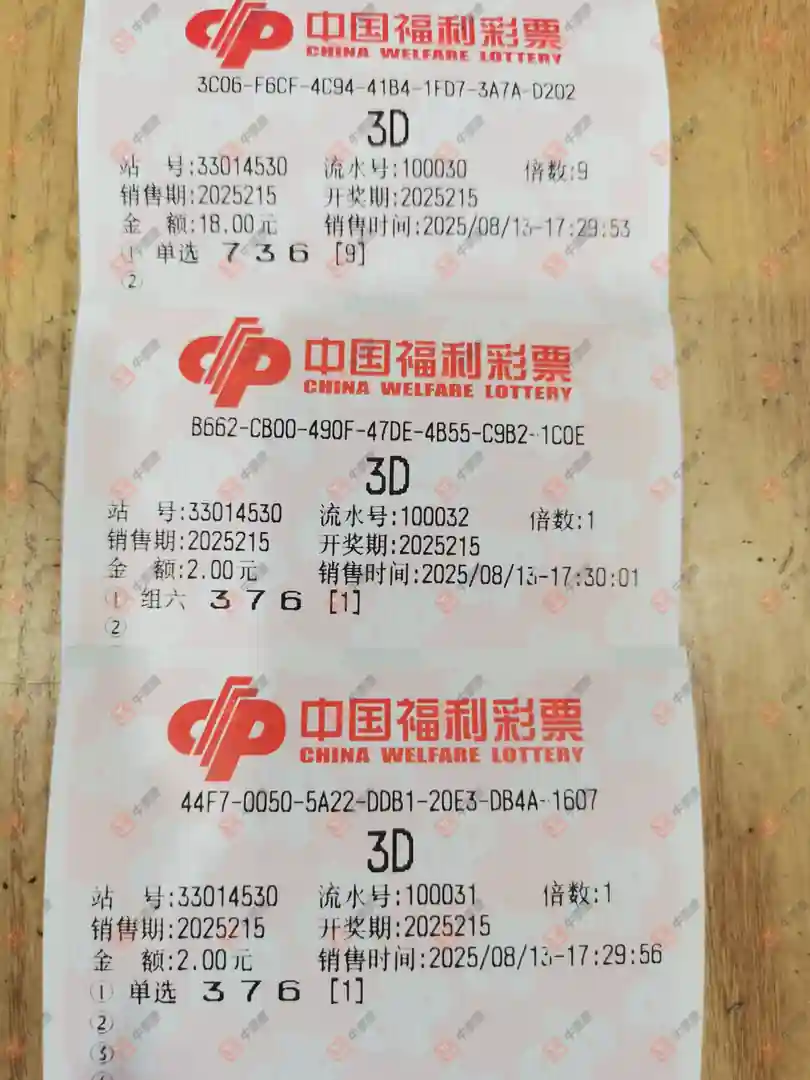 中国福利彩票
CHINA WELFARE LOTTERY
3C06-F6CF-4C94-41B4-1FD7-3A7A-D202
3D
站 号:33014530 流水号:100030 倍数:9
销售期:2025215 开奖期:2025215
金 额:18.00元 销售时间:2025/08/13-17:29:53
① 单选 7 3 6 [9]
②
中国福利彩票
CHINA WELFARE LOTTERY
B662-CB00-490F-47DE-4B55-C9B2-1C0E
3D
站 号:33014530 流水号:100032 倍数:1
销售期:2025215 开奖期:2025215
金 额:2.00元 销售时间:2025/08/13-17:30:01
① 组六 3 7 6 [1]
②
中国福利彩票
CHINA WELFARE LOTTERY
44F7-0050-5A22-DDB1-20E3-DB4A-1607
3D
站 号:33014530 流水号:100031 倍数:1
销售期:2025215 开奖期:2025215
金 额:2.00元 销售时间:2025/08/13-17:29:56
① 单选 3 7 6 [1]
②
③